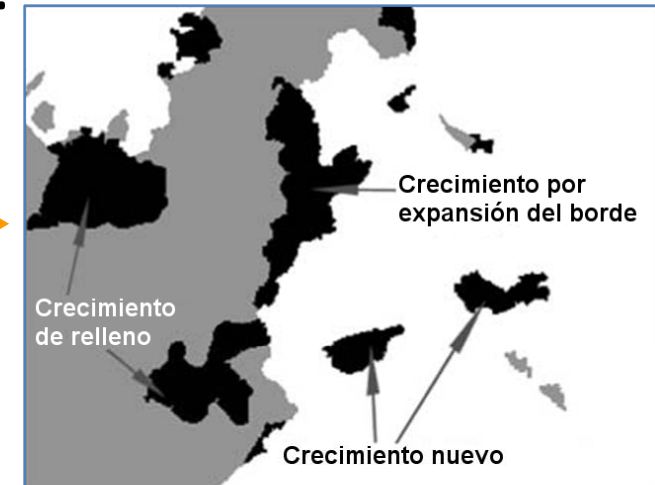 Crecimiento por
expansión del borde
Crecimiento
de relleno
Crecimiento nuevo